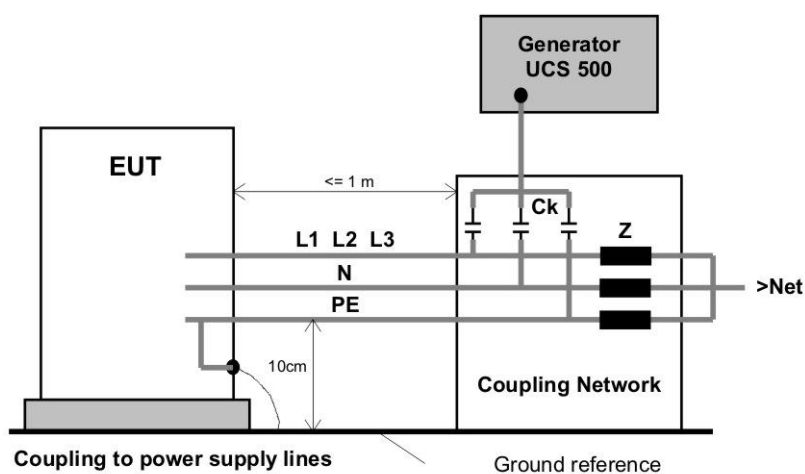 Generator
UCS 500
EUT
<= 1 m
Ck
L1 L2 L3
Z
N
>Net
PE
10cm
Coupling Network
Coupling to power supply lines
Ground reference